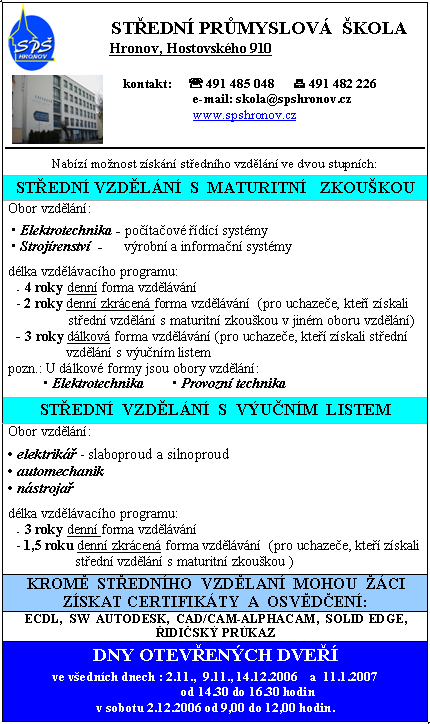 SPŠ
HRONOV
STŘEDNÍ PRŮMYSLOVÁ ŠKOLA
Hronov, Hostovského 910
kontakt: ☎ 491 485 048 📠 491 482 226
e-mail: skola@spshronov.cz
www.spshronov.cz
Nabízí možnost získání středního vzdělání ve dvou stupních:
STŘEDNÍ VZDĚLÁNÍ S MATURITNÍ ZKOUŠKOU
Obor vzdělání:
• Elektrotechnika - počítačové řídící systémy
• Strojírenství - výrobní a informační systémy
délka vzdělávacího programu:
- 4 roky denní forma vzdělávání
- 2 roky denní zkrácená forma vzdělávání (pro uchazeče, kteří získali
střední vzdělání s maturitní zkouškou v jiném oboru vzdělání)
- 3 roky dálková forma vzdělávání (pro uchazeče, kteří získali střední
vzdělání s výučním listem
pozn.: U dálkové formy jsou obory vzdělání:
• Elektrotechnika • Provozní technika
STŘEDNÍ VZDĚLÁNÍ S VÝUČNÍM LISTEM
Obor vzdělání:
• elektrikář - slaboproud a silnoproud
• automechanik
• nástrojař
délka vzdělávacího programu:
- 3 roky denní forma vzdělávání
- 1,5 roku denní zkrácená forma vzdělávání (pro uchazeče, kteří získali
střední vzdělání s maturitní zkouškou )
KROMĚ STŘEDNÍHO VZDĚLANÍ MOHOU ŽÁCI
ZÍSKAT CERTIFIKÁTY A OSVĚDČENÍ:
ECDL, SW AUTODESK, CAD/CAM-ALPHACAM, SOLID EDGE,
ŘIDIČSKÝ PRŮKAZ
DNY OTEVŘENÝCH DVEŘÍ
ve všedních dnech : 2.11., 9.11., 14.12.2006 a 11.1.2007
od 14.30 do 16.30 hodin
v sobotu 2.12.2006 od 9,00 do 12,00 hodin.